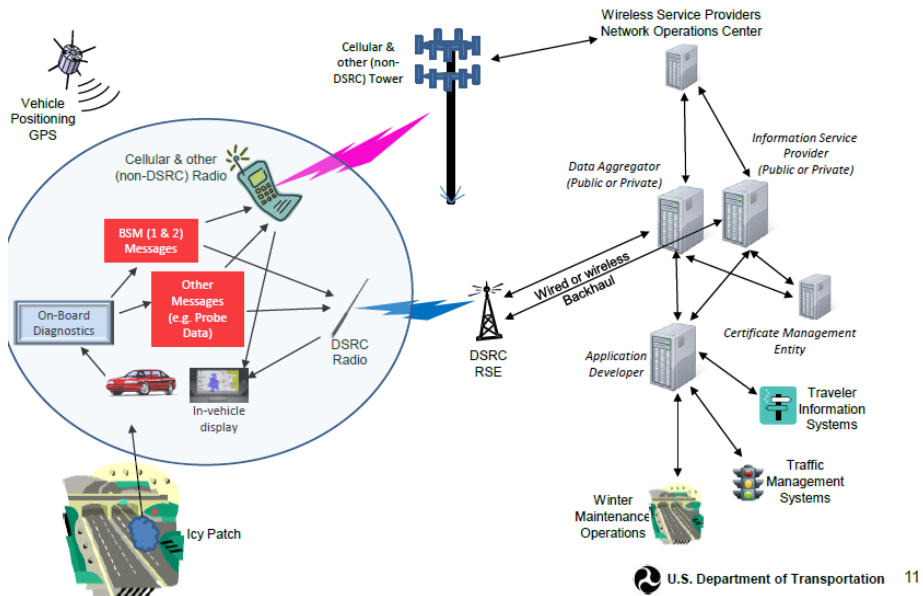 Wireless Service Providers
Network Operations Center
Cellular &
other (non-
DSRC) Tower
Vehicle
Positioning
GPS
Information Service
Provider
(Public or Private)
Cellular & other
(non-DSRC) Radio
Data Aggregator
(Public or Private)
BSM (1 & 2)
Messages
Other
Messages
(e.g. Probe
Data)
On-Board
Diagnostics
Wired or wireless
Backhaul
DSRC
Radio
DSRC
RSE
Certificate Management
Entity
Application
Developer
In-vehicle
display
Traveler
Information
Systems
Traffic
Management
Systems
Winter
Maintenance
Operations
Icy Patch
U.S. Department of Transportation 11